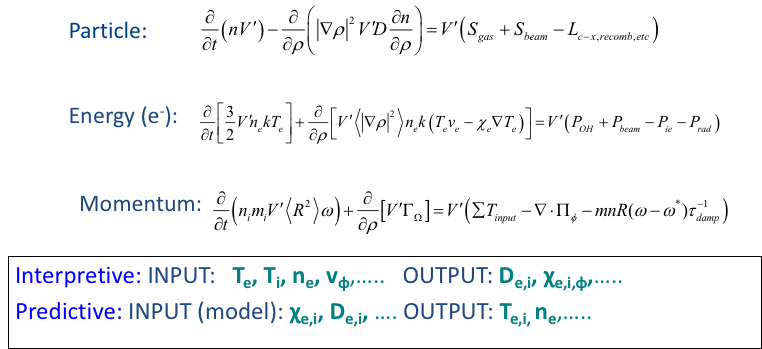 Particle: ∂/∂t (nV′) − ∂/∂ρ (|∇ρ|² V′D ∂n/∂ρ) = V′(S_gas + S_beam − L_c−x,recomb,etc)
Energy (e⁻): ∂/∂t [3/2 V′n_e kT_e] + ∂/∂ρ [V′⟨|∇ρ|²⟩ n_e k (T_e v_e − χ_e ∇T_e)] = V′(P_OH + P_beam − P_ie − P_rad)
Momentum: ∂/∂t (n_i m_i V′⟨R²⟩ω) + ∂/∂ρ [V′Γ_Ω] = V′(∑T_input − ∇·Π_ϕ − mnR(ω − ω*)τ_damp⁻¹)
Interpretive: INPUT: T_e, T_i, n_e, v_ϕ,..... OUTPUT: D_e,i, χ_e,i,ϕ,.....
Predictive: INPUT (model): χ_e,i, D_e,i, .... OUTPUT: T_e,i, n_e,.....